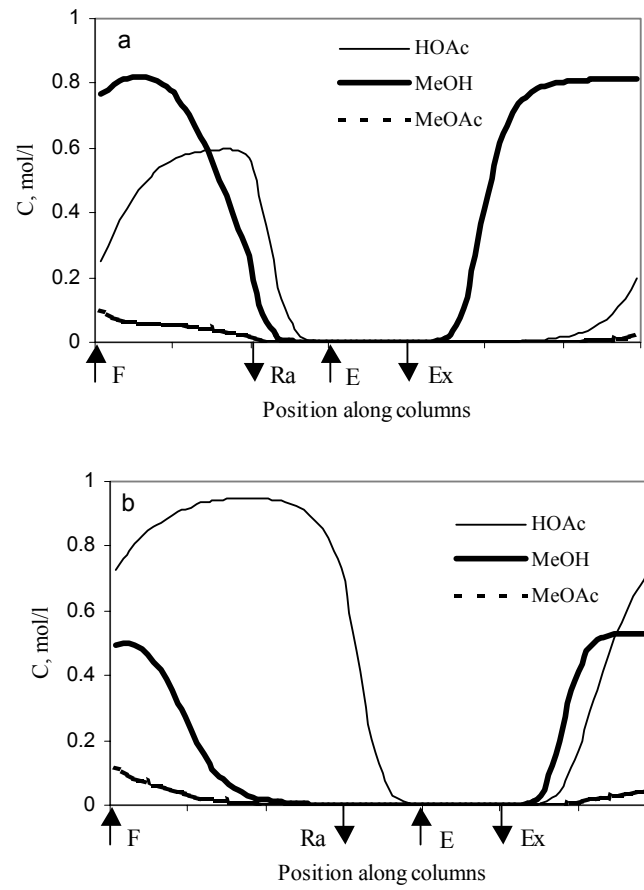 a
HOAc
MeOH
MeOAc
1
0.8
0.6
0.4
0.2
0
C, mol/l
F
Ra
E
Ex
Position along columns
b
HOAc
MeOH
MeOAc
1
0.8
0.6
0.4
0.2
0
C, mol/l
F
Ra
E
Ex
Position along columns